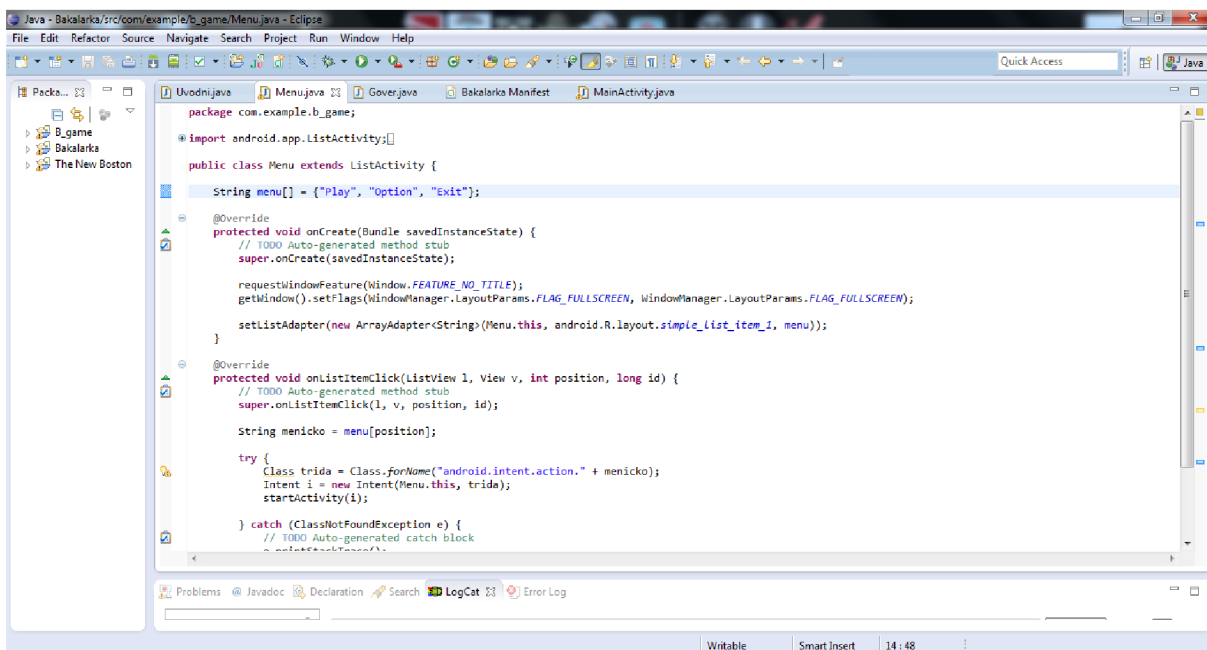 Java - Bakalarka/src/com/example/b_game/Menu.java - Eclipse
File Edit Refactor Source Navigate Search Project Run Window Help
Quick Access
Java
Packa...
Uvodni.java Menu.java Gover.java Bakalarka Manifest MainActivity.java
B_game
Bakalarka
The New Boston
package com.example.b_game;
import android.app.ListActivity;
public class Menu extends ListActivity {
String menu[] = {"Play", "Option", "Exit"};
@Override
protected void onCreate(Bundle savedInstanceState) {
// TODO Auto-generated method stub
super.onCreate(savedInstanceState);
requestWindowFeature(Window.FEATURE_NO_TITLE);
getWindow().setFlags(WindowManager.LayoutParams.FLAG_FULLSCREEN, WindowManager.LayoutParams.FLAG_FULLSCREEN);
setListAdapter(new ArrayAdapter<String>(Menu.this, android.R.layout.simple_list_item_1, menu));
}
@Override
protected void onListItemClick(ListView l, View v, int position, long id) {
// TODO Auto-generated method stub
super.onListItemClick(l, v, position, id);
String menicko = menu[position];
try {
Class trida = Class.forName("android.intent.action." + menicko);
Intent i = new Intent(Menu.this, trida);
startActivity(i);
} catch (ClassNotFoundException e) {
// TODO Auto-generated catch block
e.printStackTrace();
Problems @ Javadoc Declaration Search LogCat Error Log
Writable Smart Insert 14 : 48